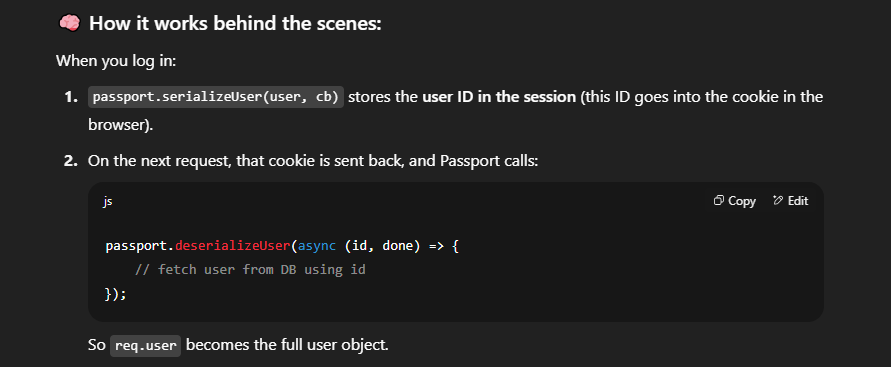 🧠 How it works behind the scenes:
When you log in:
1. passport.serializeUser(user, cb) stores the user ID in the session (this ID goes into the cookie in the
browser).
2. On the next request, that cookie is sent back, and Passport calls:
js Copy Edit
passport.deserializeUser(async (id, done) => {
    // fetch user from DB using id
});
So req.user becomes the full user object.